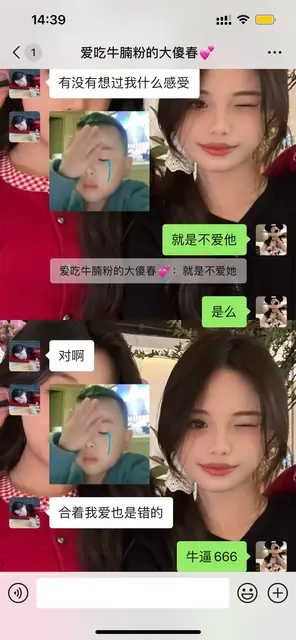 14:39
1
爱吃牛腩粉的大傻春💕
有没有想过我什么感受
就是不爱他
爱吃牛腩粉的大傻春💕：就是不爱她
是么
对啊
合着我爱也是错的
牛逼666